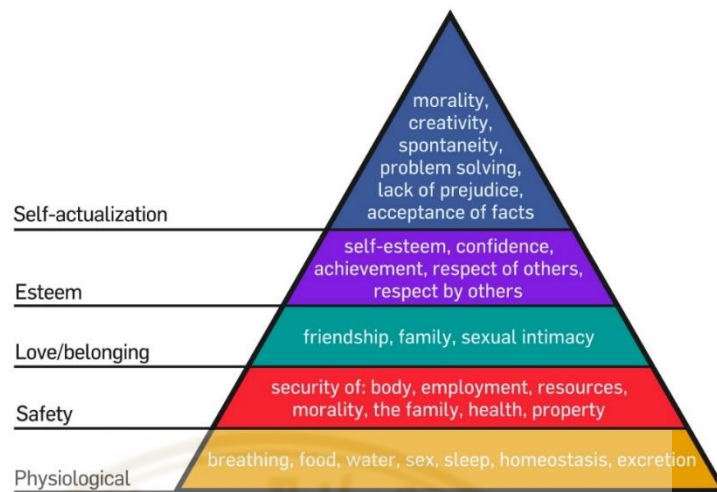 morality,
creativity,
spontaneity,
problem solving,
lack of prejudice,
acceptance of facts
Self-actualization
self-esteem, confidence,
achievement, respect of others,
respect by others
Esteem
friendship, family, sexual intimacy
Love/belonging
security of: body, employment, resources,
morality, the family, health, property
Safety
breathing, food, water, sex, sleep, homeostasis, excretion
Physiological